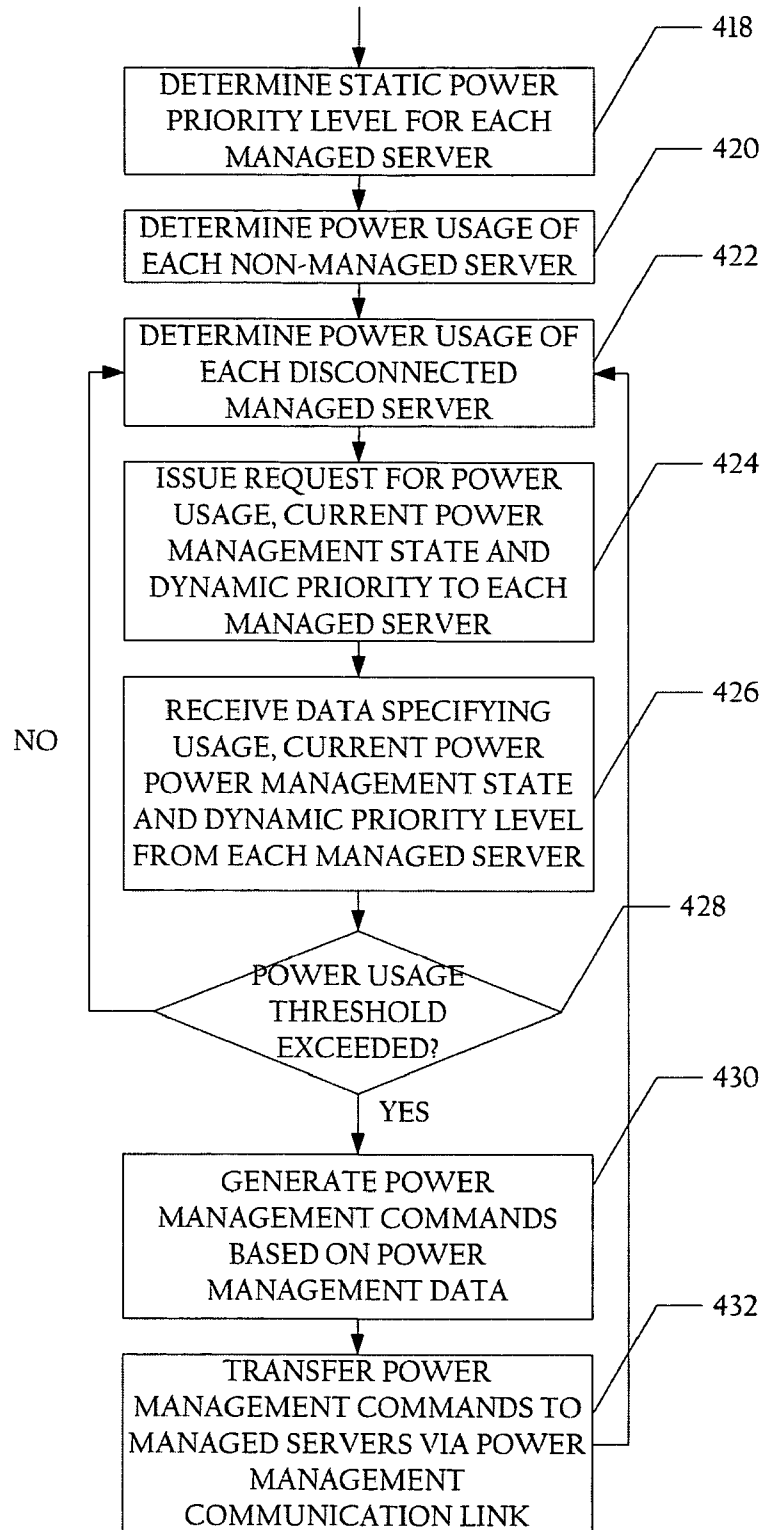 418
DETERMINE STATIC POWER
PRIORITY LEVEL FOR EACH
MANAGED SERVER
420
DETERMINE POWER USAGE OF
EACH NON-MANAGED SERVER
422
DETERMINE POWER USAGE OF
EACH DISCONNECTED
MANAGED SERVER
424
ISSUE REQUEST FOR POWER
USAGE, CURRENT POWER
MANAGEMENT STATE AND
DYNAMIC PRIORITY TO EACH
MANAGED SERVER
426
RECEIVE DATA SPECIFYING
USAGE, CURRENT POWER
POWER MANAGEMENT STATE
AND DYNAMIC PRIORITY LEVEL
FROM EACH MANAGED SERVER
NO
428
POWER USAGE
THRESHOLD
EXCEEDED?
YES
430
GENERATE POWER
MANAGEMENT COMMANDS
BASED ON POWER
MANAGEMENT DATA
432
TRANSFER POWER
MANAGEMENT COMMANDS TO
MANAGED SERVERS VIA POWER
MANAGEMENT
COMMUNICATION LINK